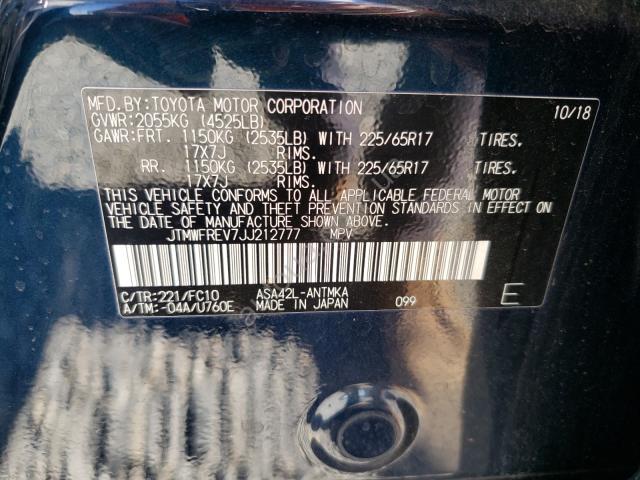 MFD.BY:TOYOTA MOTOR CORPORATION 10/18
GVWR:2055KG (4525LB)
GAWR:FRT. 1150KG (2535LB) WITH 225/65R17 TIRES.
17X7J RIMS.
RR. 1150KG (2535LB) WITH 225/65R17 TIRES.
17X7J RIMS.
THIS VEHICLE CONFORMS TO ALL APPLICABLE FEDERAL MOTOR
VEHICLE SAFETY AND THEFT PREVENTION STANDARDS IN EFFECT ON
THE DATE OF MANUFACTURE SHOWN ABOVE.
JTMWFREV7JJ212777 MPV
C/TR:221/FC10 ASA42L-ANTMKA
A/TM:-04A/U760E MADE IN JAPAN 099 E